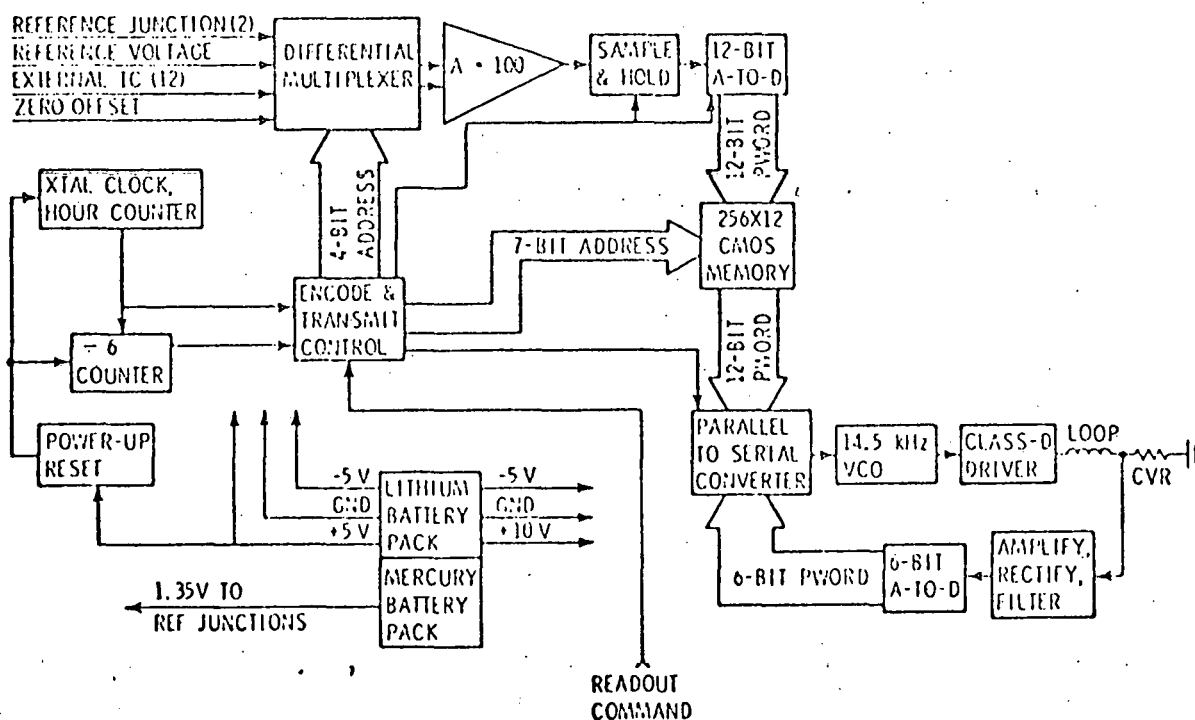 REFERENCE JUNCTION(2)
REFERENCE VOLTAGE
EXTERNAL TC (12)
ZERO OFFSET
DIFFERENTIAL
MULTIPLEXER
A • 100
SAMPLE
& HOLD
12-BIT
A-TO-D
12-BIT
PWORD
XTAL CLOCK,
HOUR COUNTER
4-BIT
ADDRESS
7-BIT ADDRESS
256X12
CMOS
MEMORY
ENCODE &
TRANSMIT
CONTROL
÷ 6
COUNTER
12-BIT
PWORD
POWER-UP
RESET
PARALLEL
TO SERIAL
CONVERTER
14.5 kHz
VCO
CLASS-D
DRIVER
LOOP
CVR
-5 V
GND
+5 V
LITHIUM
BATTERY
PACK
-5 V
GND
+10 V
MERCURY
BATTERY
PACK
1.35V TO
REF JUNCTIONS
6-BIT PWORD
6-BIT
A-TO-D
AMPLIFY,
RECTIFY,
FILTER
READOUT
COMMAND